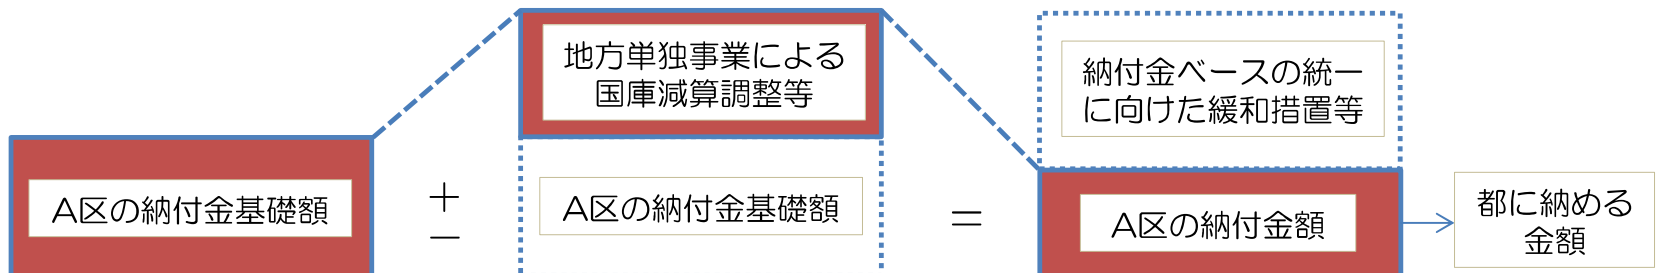 地方単独事業による
国庫減算調整等
納付金ベースの統一
に向けた緩和措置等
A区の納付金基礎額
+
−
A区の納付金基礎額
=
A区の納付金額
都に納める
金額